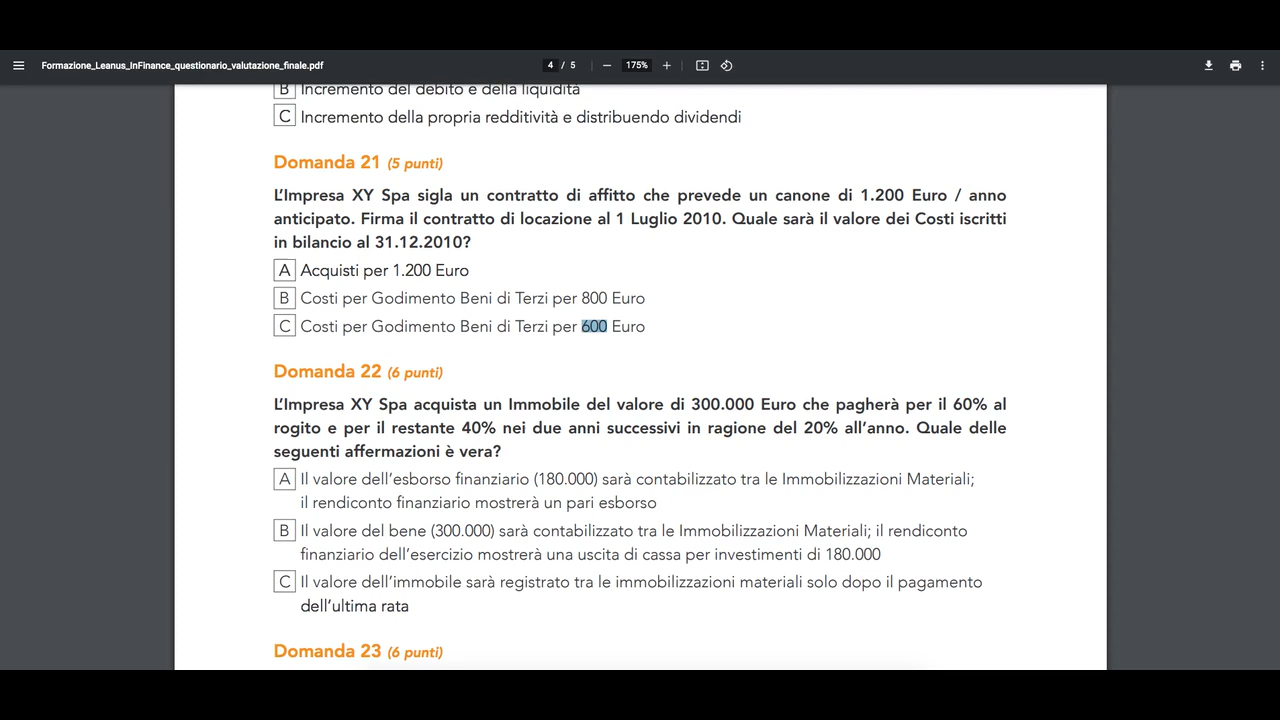 Formazione_Leanus_InFinance_questionario_valutazione_finale.pdf
4 / 5
175%
B Incremento del debito e della liquidità
C Incremento della propria redditività e distribuendo dividendi
Domanda 21 (5 punti)
L’Impresa XY Spa sigla un contratto di affitto che prevede un canone di 1.200 Euro / anno
anticipato. Firma il contratto di locazione al 1 Luglio 2010. Quale sarà il valore dei Costi iscritti
in bilancio al 31.12.2010?
A Acquisti per 1.200 Euro
B Costi per Godimento Beni di Terzi per 800 Euro
C Costi per Godimento Beni di Terzi per 600 Euro
Domanda 22 (6 punti)
L’Impresa XY Spa acquista un Immobile del valore di 300.000 Euro che pagherà per il 60% al
rogito e per il restante 40% nei due anni successivi in ragione del 20% all’anno. Quale delle
seguenti affermazioni è vera?
A Il valore dell’esborso finanziario (180.000) sarà contabilizzato tra le Immobilizzazioni Materiali;
il rendiconto finanziario mostrerà un pari esborso
B Il valore del bene (300.000) sarà contabilizzato tra le Immobilizzazioni Materiali; il rendiconto
finanziario dell’esercizio mostrerà una uscita di cassa per investimenti di 180.000
C Il valore dell’immobile sarà registrato tra le immobilizzazioni materiali solo dopo il pagamento
dell’ultima rata
Domanda 23 (6 punti)